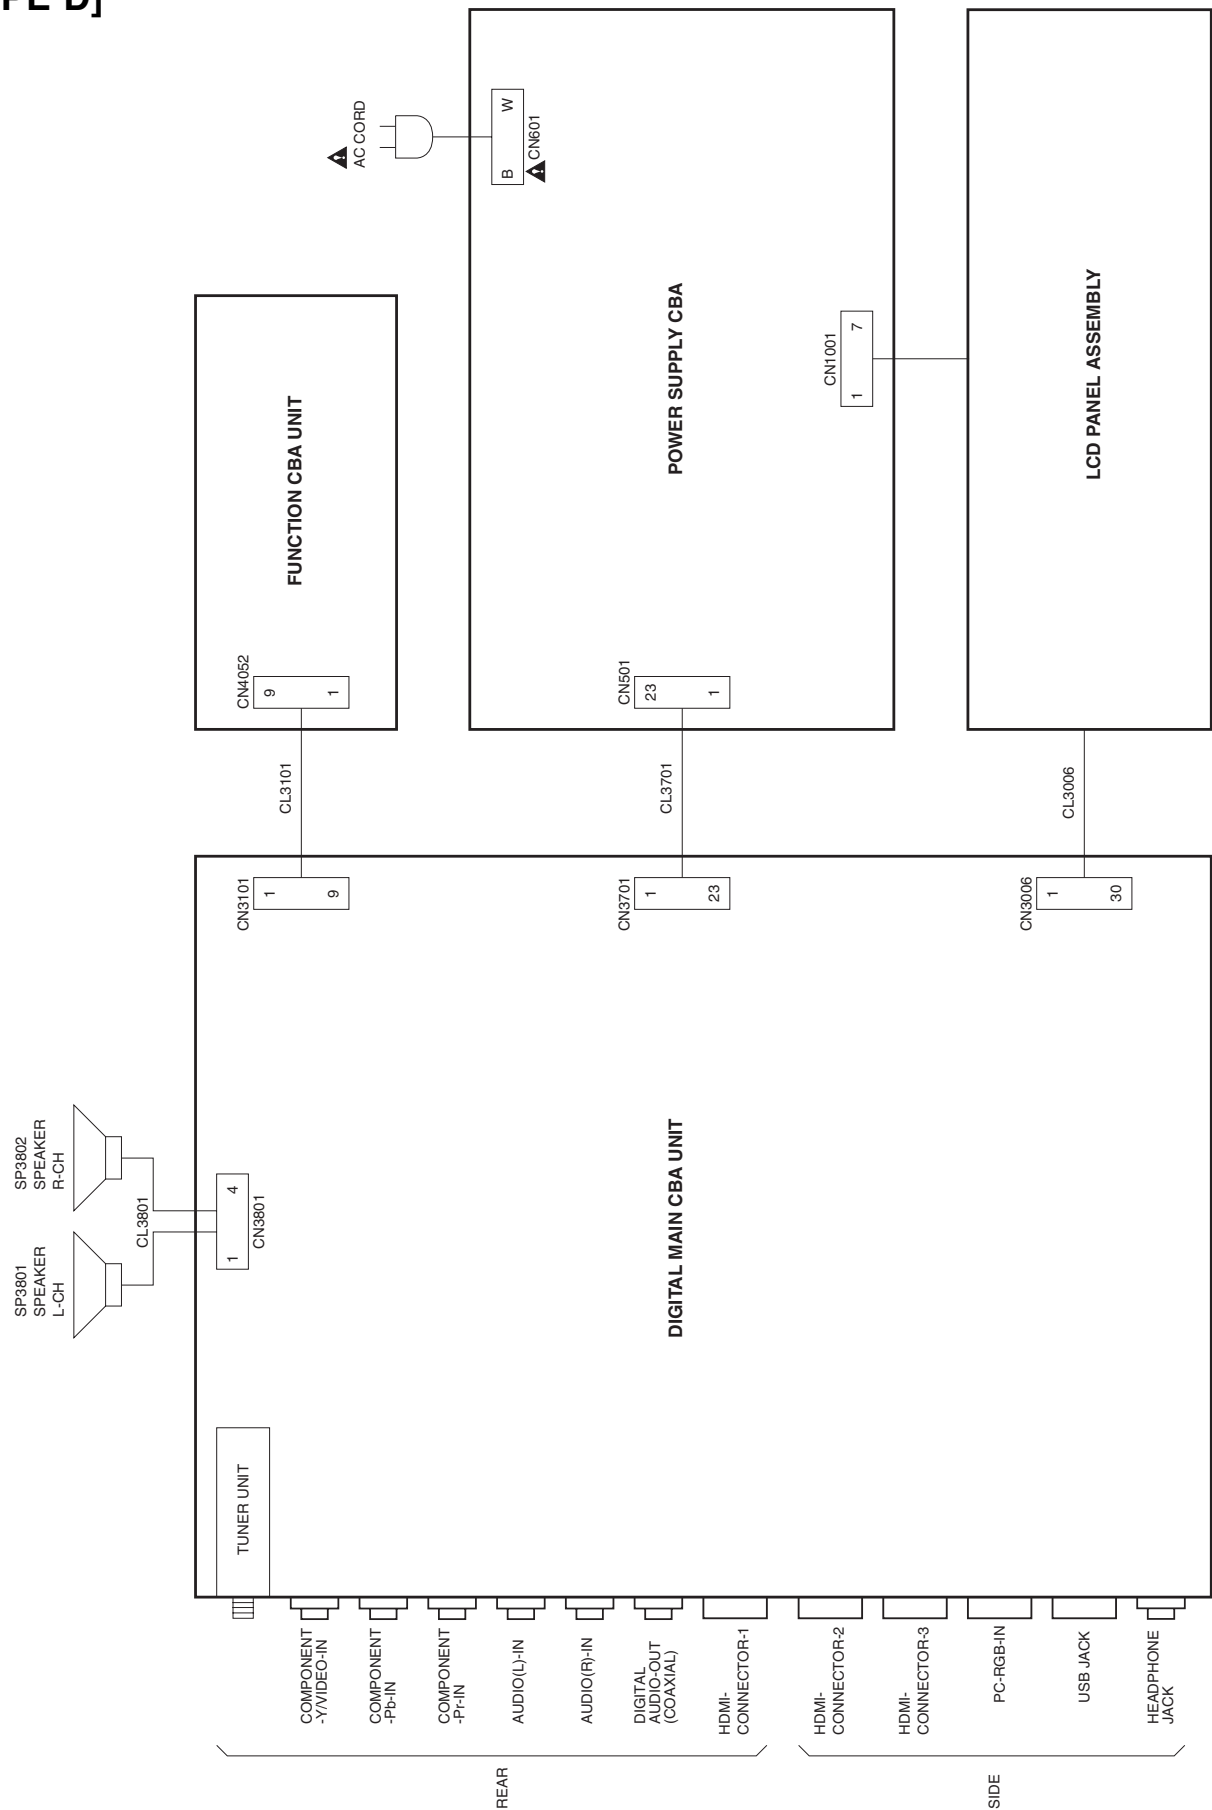 PE D]
AC CORD
W
B
CN601
FUNCTION CBA UNIT
CN4052
9
1
POWER SUPPLY CBA
CN1001
1
7
CN501
23
1
LCD PANEL ASSEMBLY
CL3101
CL3701
CL3006
CN3101
1
9
CN3701
1
23
CN3006
1
30
SP3802
SPEAKER
R-CH
SP3801
SPEAKER
L-CH
CL3801
1
4
CN3801
DIGITAL MAIN CBA UNIT
TUNER UNIT
COMPONENT
-Y/VIDEO-IN
COMPONENT
-Pb-IN
COMPONENT
-Pr-IN
AUDIO(L)-IN
AUDIO(R)-IN
DIGITAL
AUDIO-OUT
(COAXIAL)
HDMI-
CONNECTOR-1
HDMI-
CONNECTOR-2
HDMI-
CONNECTOR-3
PC-RGB-IN
USB JACK
HEADPHONE
JACK
REAR
SIDE